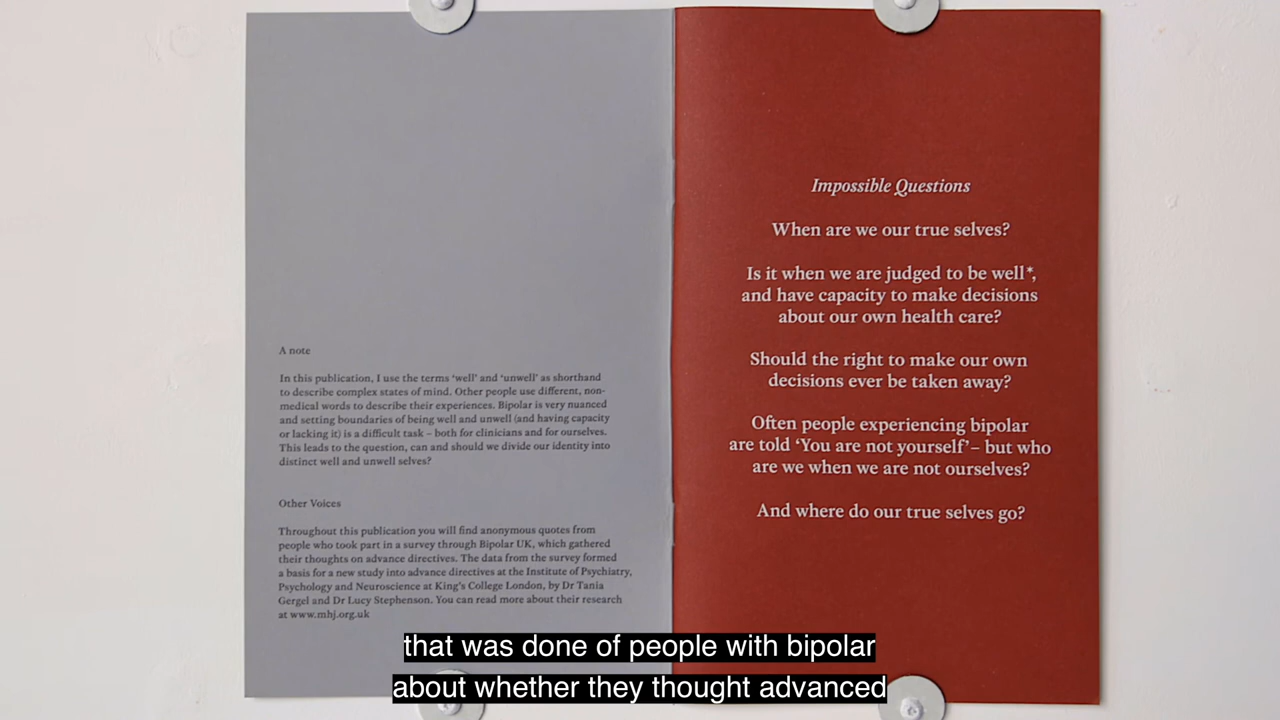 A note
In this publication, I use the terms ‘well’ and ‘unwell’ as shorthand
to describe complex states of mind. Other people use different, non-
medical words to describe their experiences. Bipolar is very nuanced
and setting boundaries of being well and unwell (and having capacity
or lacking it) is a difficult task – both for clinicians and for ourselves.
This leads to the question, can and should we divide our identity into
distinct well and unwell selves?
Other Voices
Throughout this publication you will find anonymous quotes from
people who took part in a survey through Bipolar UK, which gathered
their thoughts on advance directives. The data from the survey formed
a basis for a new study into advance directives at the Institute of Psychiatry,
Psychology and Neuroscience at King's College London, by Dr Tania
Gergel and Dr Lucy Stephenson. You can read more about their research
at www.mhj.org.uk
Impossible Questions
When are we our true selves?
Is it when we are judged to be well*,
and have capacity to make decisions
about our own health care?
Should the right to make our own
decisions ever be taken away?
Often people experiencing bipolar
are told ‘You are not yourself’ – but who
are we when we are not ourselves?
And where do our true selves go?
that was done of people with bipolar
about whether they thought advanced